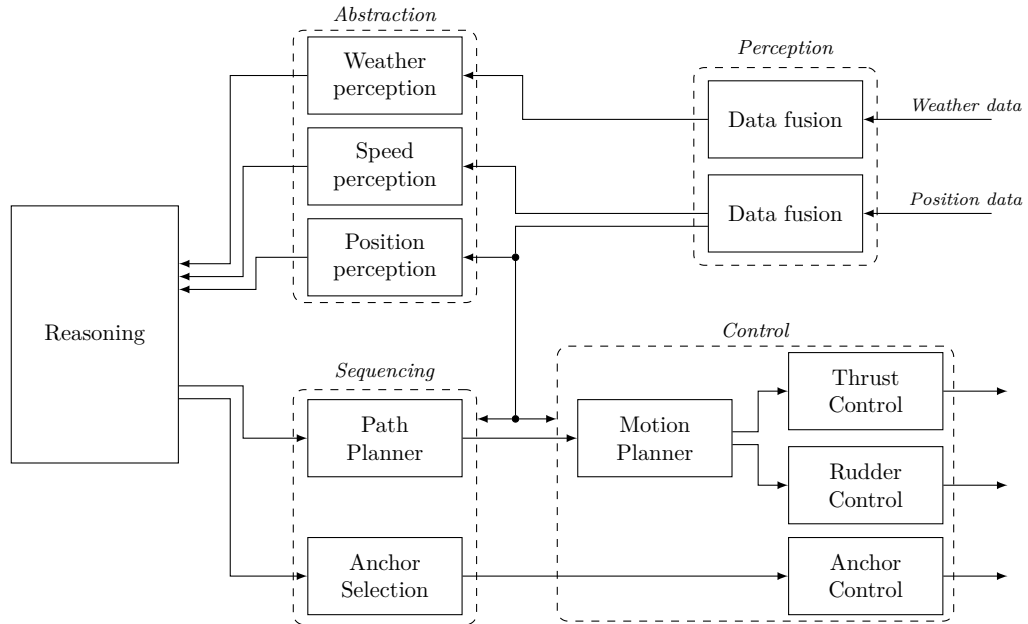 Abstraction
Weather
perception
Speed
perception
Position
perception
Perception
Data fusion
Data fusion
Weather data
Position data
Reasoning
Sequencing
Path
Planner
Anchor
Selection
Control
Motion
Planner
Thrust
Control
Rudder
Control
Anchor
Control